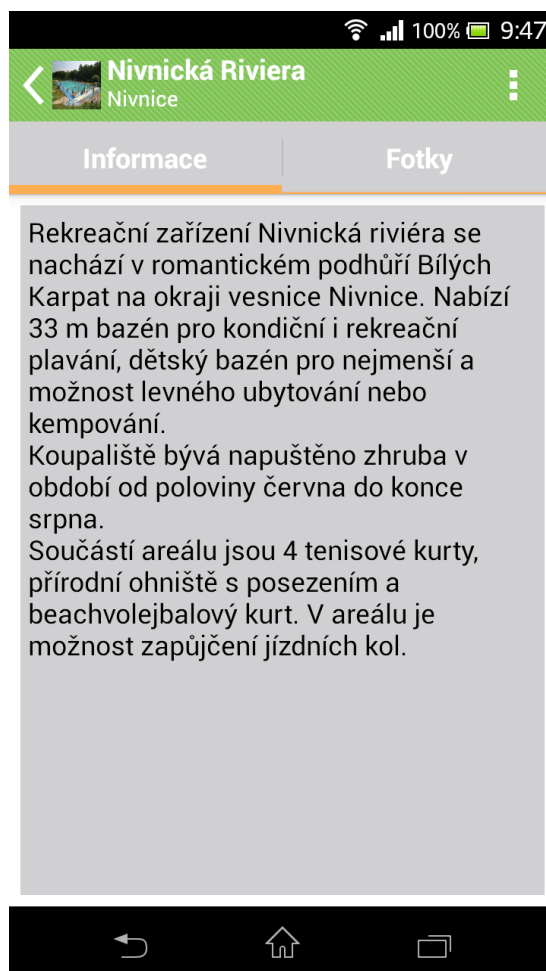 100% 9:47
Nivnická Riviera
Nivnice
Informace Fotky
Rekreační zařízení Nivnická riviéra se
nachází v romantickém podhůří Bílých
Karpat na okraji vesnice Nivnice. Nabízí
33 m bazén pro kondiční i rekreační
plavání, dětský bazén pro nejmenší a
možnost levného ubytování nebo
kempování.
Koupaliště bývá napuštěno zhruba v
období od poloviny června do konce
srpna.
Součástí areálu jsou 4 tenisové kurty,
přírodní ohniště s posezením a
beachvolejbalový kurt. V areálu je
možnost zapůjčení jízdních kol.